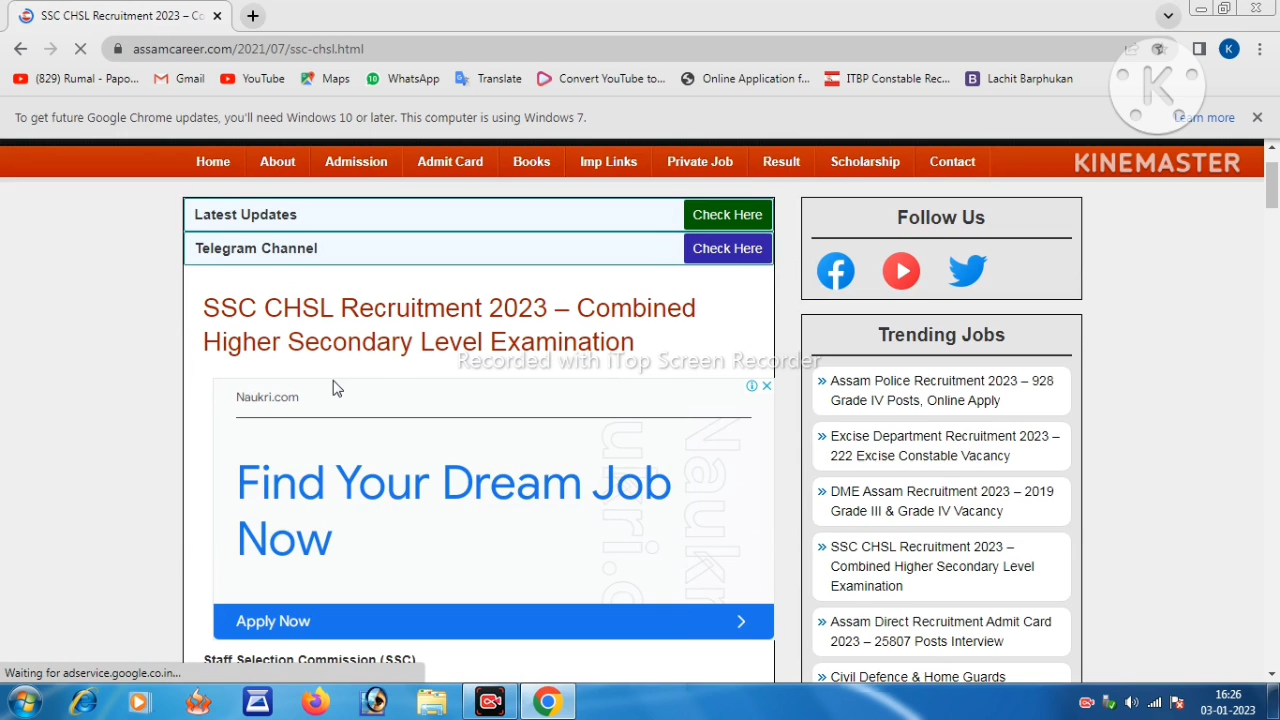 SSC CHSL Recruitment 2023 – Co
assamcareer.com/2021/07/ssc-chsl.html
K
(829) Rumal - Papo...
Gmail
YouTube
Maps
10
WhatsApp
Translate
Convert YouTube to...
Online Application f...
ITBP Constable Rec...
B
Lachit Barphukan
K
To get future Google Chrome updates, you'll need Windows 10 or later. This computer is using Windows 7.
Learn more
Home
About
Admission
Admit Card
Books
Imp Links
Private Job
Result
Scholarship
Contact
KINEMASTER
Latest Updates
Check Here
Telegram Channel
Check Here
SSC CHSL Recruitment 2023 – Combined
Higher Secondary Level Examination
Recorded with iTop Screen Recorder
Naukri.com
Find Your Dream Job
Now
Apply Now
Staff Selection Commission (SSC)
Follow Us
Trending Jobs
» Assam Police Recruitment 2023 – 928
Grade IV Posts, Online Apply
» Excise Department Recruitment 2023 –
222 Excise Constable Vacancy
» DME Assam Recruitment 2023 – 2019
Grade III & Grade IV Vacancy
» SSC CHSL Recruitment 2023 –
Combined Higher Secondary Level
Examination
» Assam Direct Recruitment Admit Card
2023 – 25807 Posts Interview
» Civil Defence & Home Guards
Waiting for adservice.google.co.in...
16:26
03-01-2023